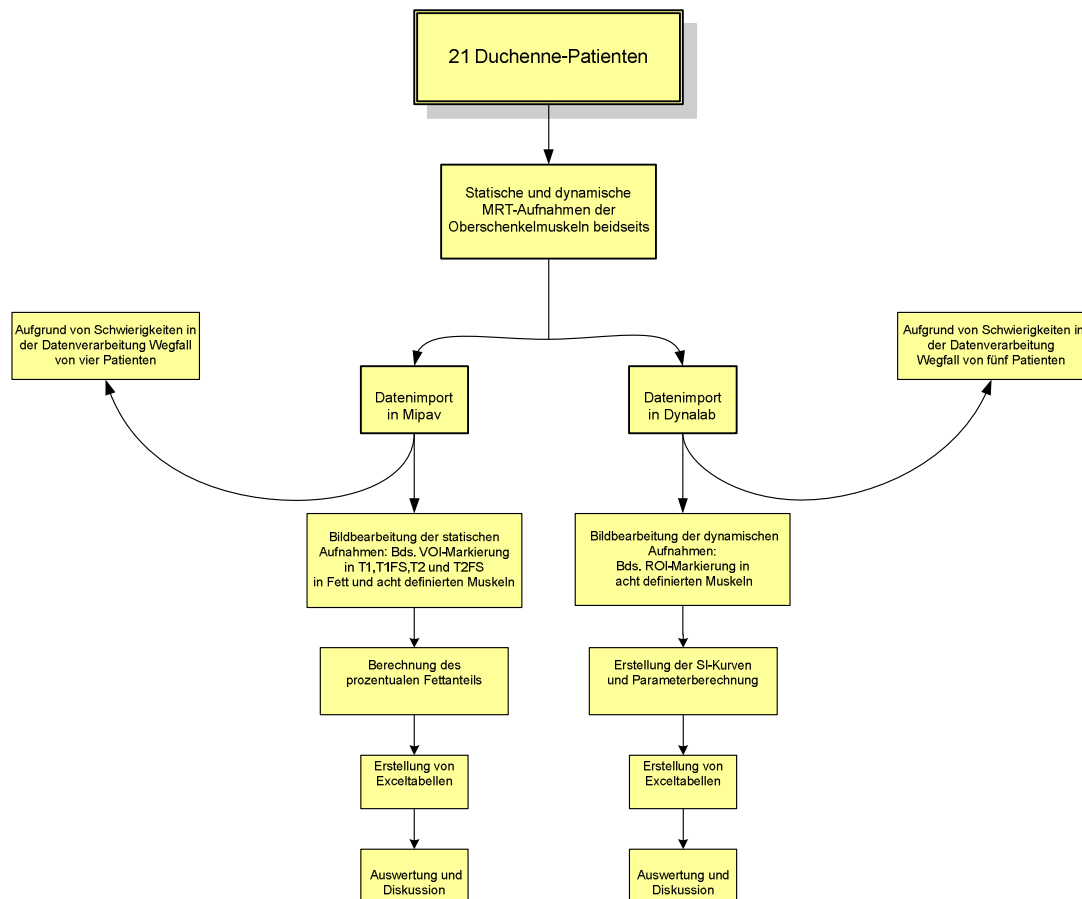 21 Duchenne-Patienten
Statische und dynamische
MRT-Aufnahmen der
Oberschenkelmuskeln beidseits
Aufgrund von Schwierigkeiten in
der Datenverarbeitung Wegfall
von vier Patienten
Aufgrund von Schwierigkeiten in
der Datenverarbeitung
Wegfall von fünf Patienten
Datenimport
in Mipav
Datenimport
in Dynalab
Bildbearbeitung der statischen
Aufnahmen: Bds. VOI-Markierung
in T1,T1FS,T2 und T2FS
in Fett und acht definierten Muskeln
Bildbearbeitung der dynamischen
Aufnahmen:
Bds. ROI-Markierung in
acht definierten Muskeln
Berechnung des
prozentualen Fettanteils
Erstellung der SI-Kurven
und Parameterberechnung
Erstellung von
Exceltabellen
Erstellung von
Exceltabellen
Auswertung und
Diskussion
Auswertung und
Diskussion